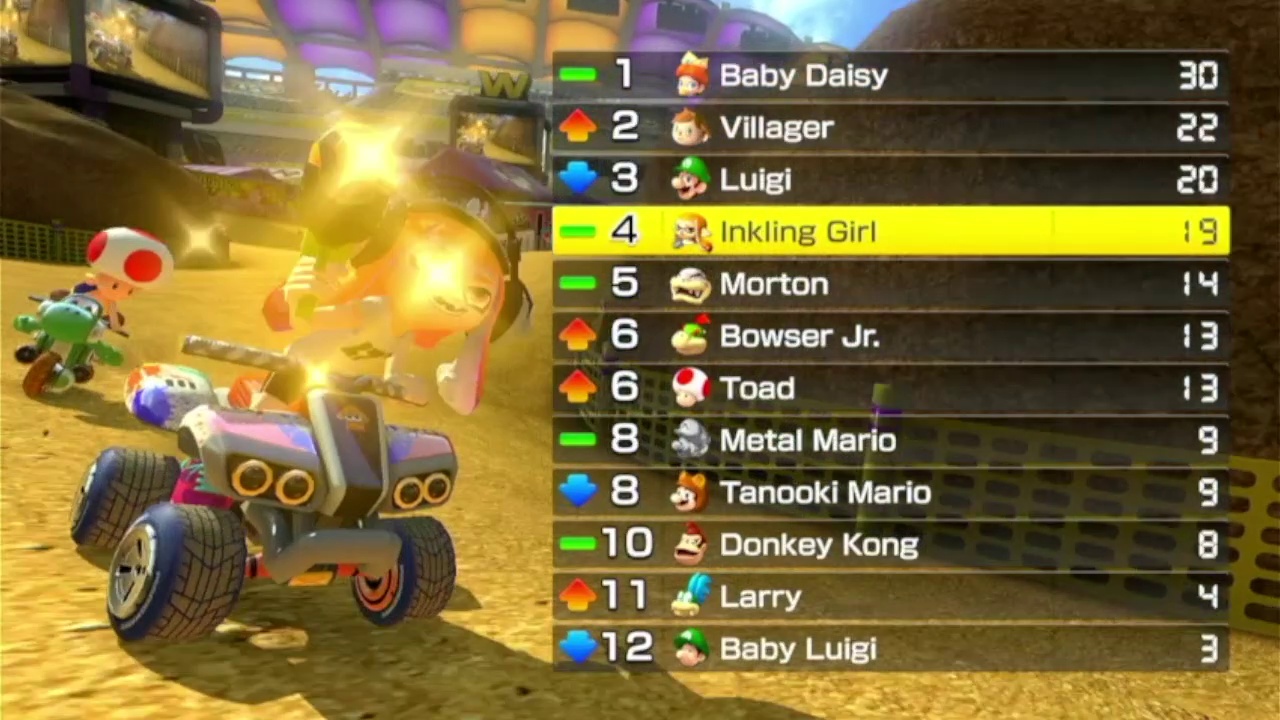 W
1 Baby Daisy 30
2 Villager 22
3 Luigi 20
4 Inkling Girl 19
5 Morton 14
6 Bowser Jr. 13
6 Toad 13
8 Metal Mario 9
8 Tanooki Mario 9
10 Donkey Kong 8
11 Larry 4
12 Baby Luigi 3